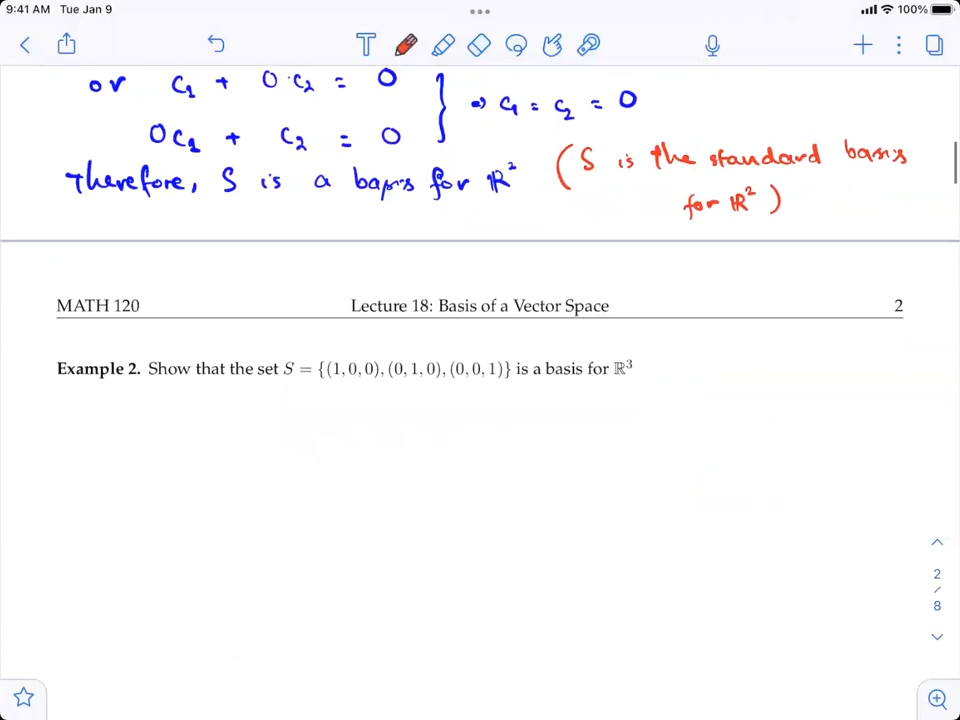 9:41 AM Tue Jan 9
100%
or c₁ + 0·c₂ = 0
0c₁ + c₂ = 0
} ⇒ c₁ = c₂ = 0
Therefore, S is a basis for ℝ²
(S is the standard basis
for ℝ²)
MATH 120 Lecture 18: Basis of a Vector Space 2
Example 2. Show that the set S = {(1, 0, 0), (0, 1, 0), (0, 0, 1)} is a basis for ℝ³
2
/
8